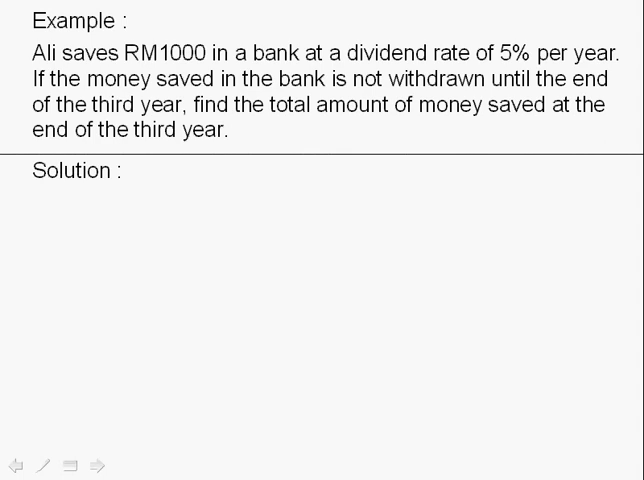 Example :
Ali saves RM1000 in a bank at a dividend rate of 5% per year.
If the money saved in the bank is not withdrawn until the end
of the third year, find the total amount of money saved at the
end of the third year.
Solution :